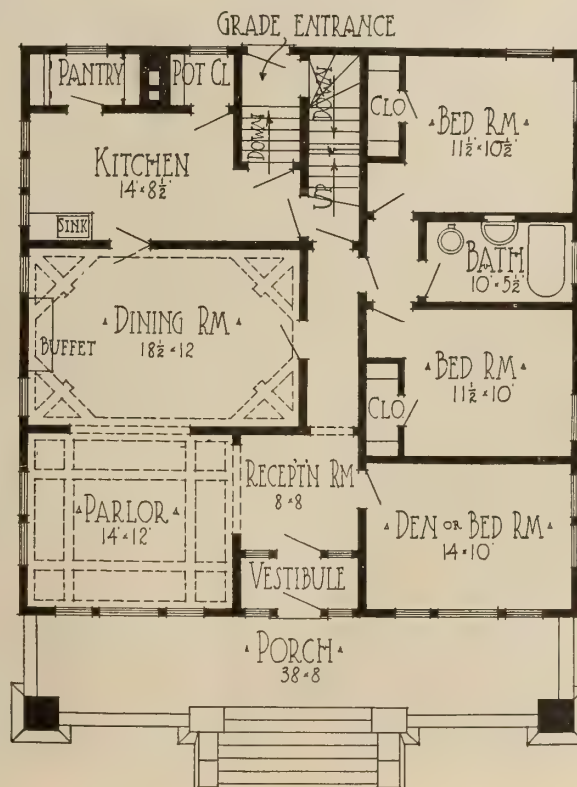 GRADE ENTRANCE
PANTRY
POT CL
DOWN
DOWN
UP
CLO
BED RM
11½'×10½'
KITCHEN
14'×8½'
SINK
BATH
10'×5½'
DINING RM
18½×12
BUFFET
BED RM
11½×10'
CLO
RECEPT'N RM
8×8
PARLOR
14'×12'
DEN OR BED RM
14×10'
VESTIBULE
PORCH
38×8